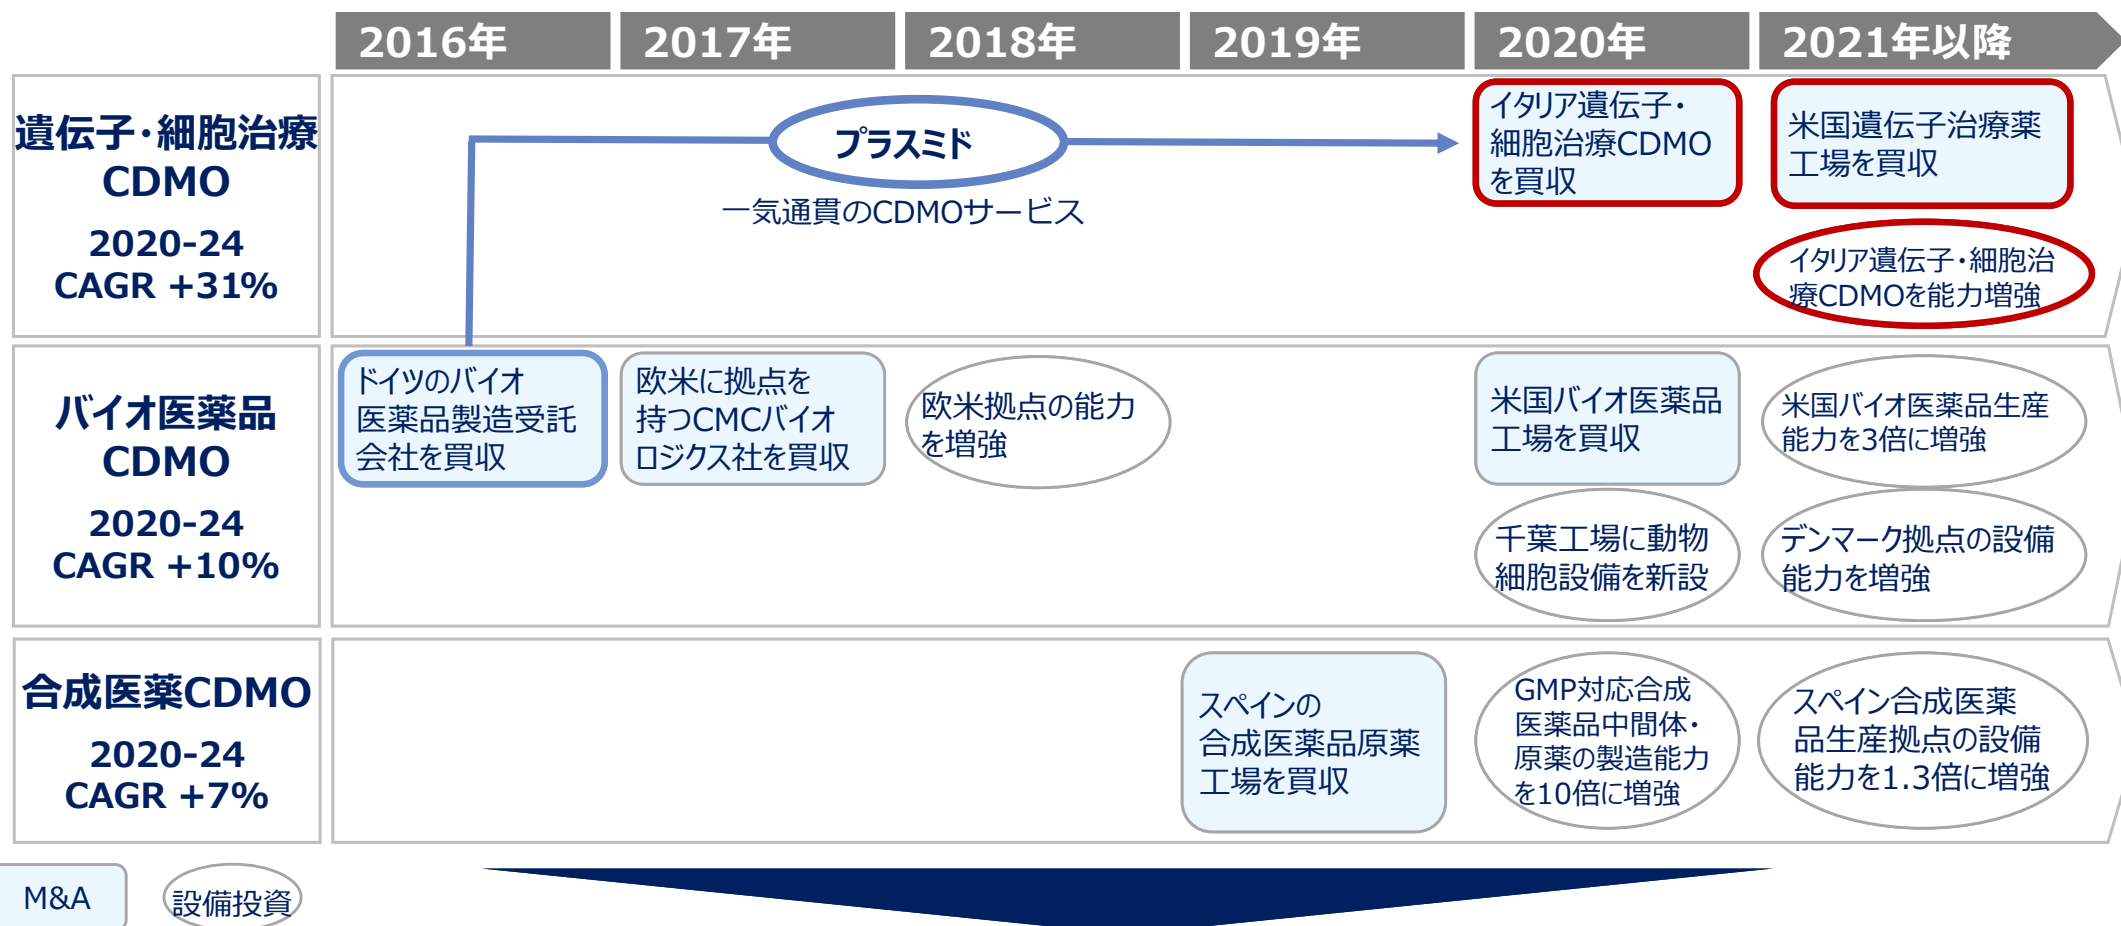 2016年
2017年
2018年
2019年
2020年
2021年以降
遺伝子・細胞治療
CDMO
2020-24
CAGR +31%
プラスミド
一気通貫のCDMOサービス
イタリア遺伝子・
細胞治療CDMO
を買収
米国遺伝子治療薬
工場を買収
イタリア遺伝子・細胞治
療CDMOを能力増強
バイオ医薬品
CDMO
2020-24
CAGR +10%
ドイツのバイオ
医薬品製造受託
会社を買収
欧米に拠点を
持つCMCバイオ
ロジクス社を買収
欧米拠点の能力
を増強
米国バイオ医薬品
工場を買収
米国バイオ医薬品生産
能力を3倍に増強
千葉工場に動物
細胞設備を新設
デンマーク拠点の設備
能力を増強
合成医薬CDMO
2020-24
CAGR +7%
スペインの
合成医薬品原薬
工場を買収
GMP対応合成
医薬品中間体・
原薬の製造能力
を10倍に増強
スペイン合成医薬
品生産拠点の設備
能力を1.3倍に増強
M&A
設備投資